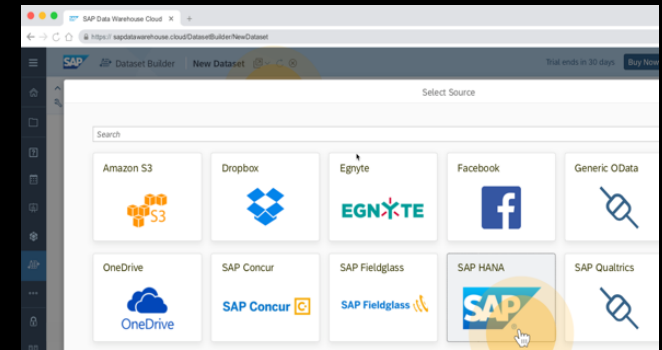 SAP Data Warehouse Cloud
https:// sapdatawarehouse.cloud/DatasetBuilder/NewDataset
SAP Dataset Builder New Dataset Trial ends in 30 days Buy Now
Select Source
Search
Amazon S3 Dropbox Egnyte Facebook Generic OData
S3 EGNYTE f
OneDrive SAP Concur SAP Fieldglass SAP HANA SAP Qualtrics
OneDrive SAP Concur C SAP Fieldglass SAP